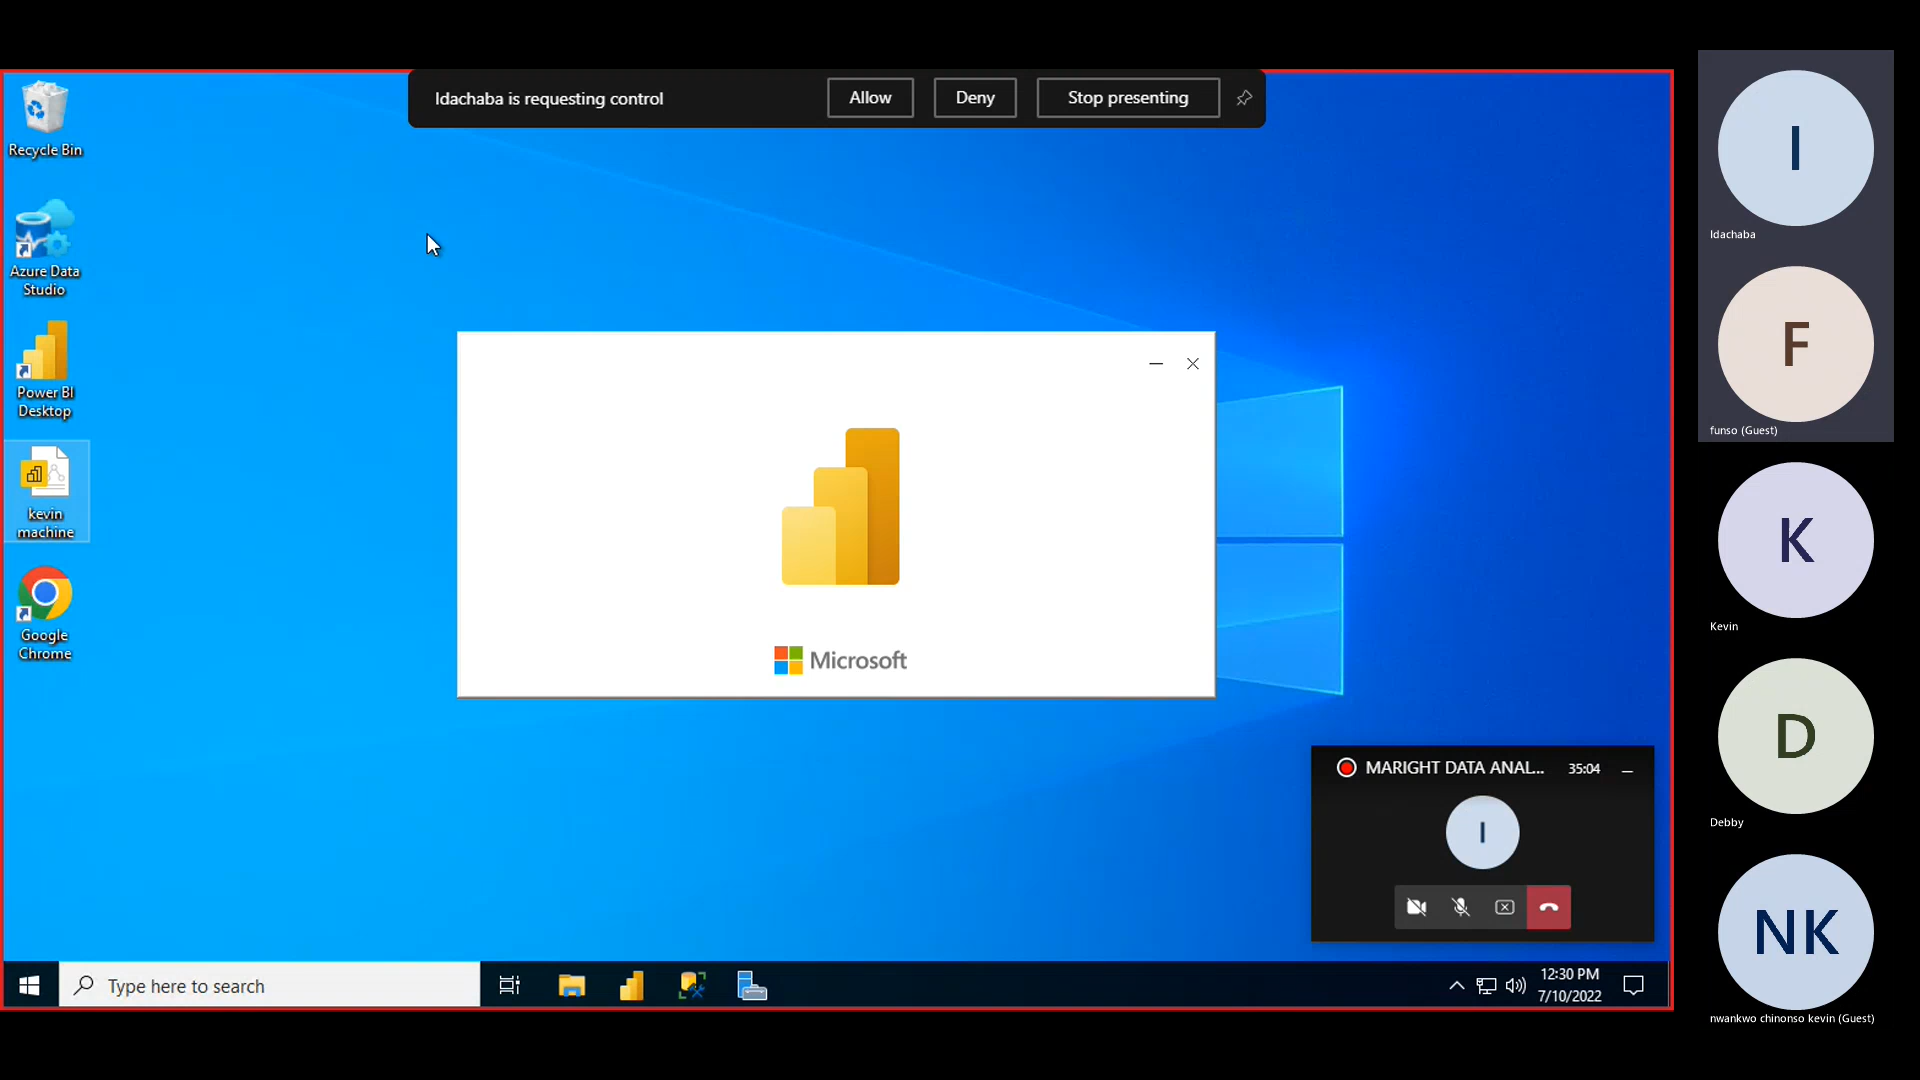 Idachaba is requesting control
Allow
Deny
Stop presenting
Recycle Bin
Azure Data
Studio
Power BI
Desktop
kevin
machine
Google
Chrome
Microsoft
MARIGHT DATA ANAL...
35:04
I
Type here to search
12:30 PM
7/10/2022
I
Idachaba
F
funso (Guest)
K
Kevin
D
Debby
NK
nwankwo chinonso kevin (Guest)